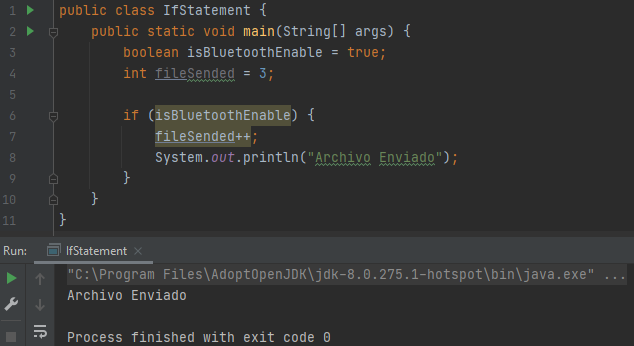 1 public class IfStatement {
2 public static void main(String[] args) {
3 boolean isBluetoothEnable = true;
4 int fileSended = 3;
5
6 if (isBluetoothEnable) {
7 fileSended++;
8 System.out.println("Archivo Enviado");
9 }
10 }
11 }
Run: IfStatement ×
"C:\Program Files\AdoptOpenJDK\jdk-8.0.275.1-hotspot\bin\java.exe" ...
Archivo Enviado
Process finished with exit code 0